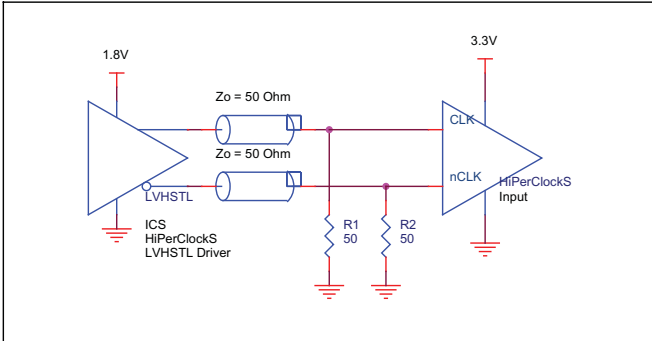 1.8V
3.3V
Zo = 50 Ohm
CLK
Zo = 50 Ohm
nCLK
HiPerClockS
Input
LVHSTL
ICS
HiPerClockS
LVHSTL Driver
R1
50
R2
50